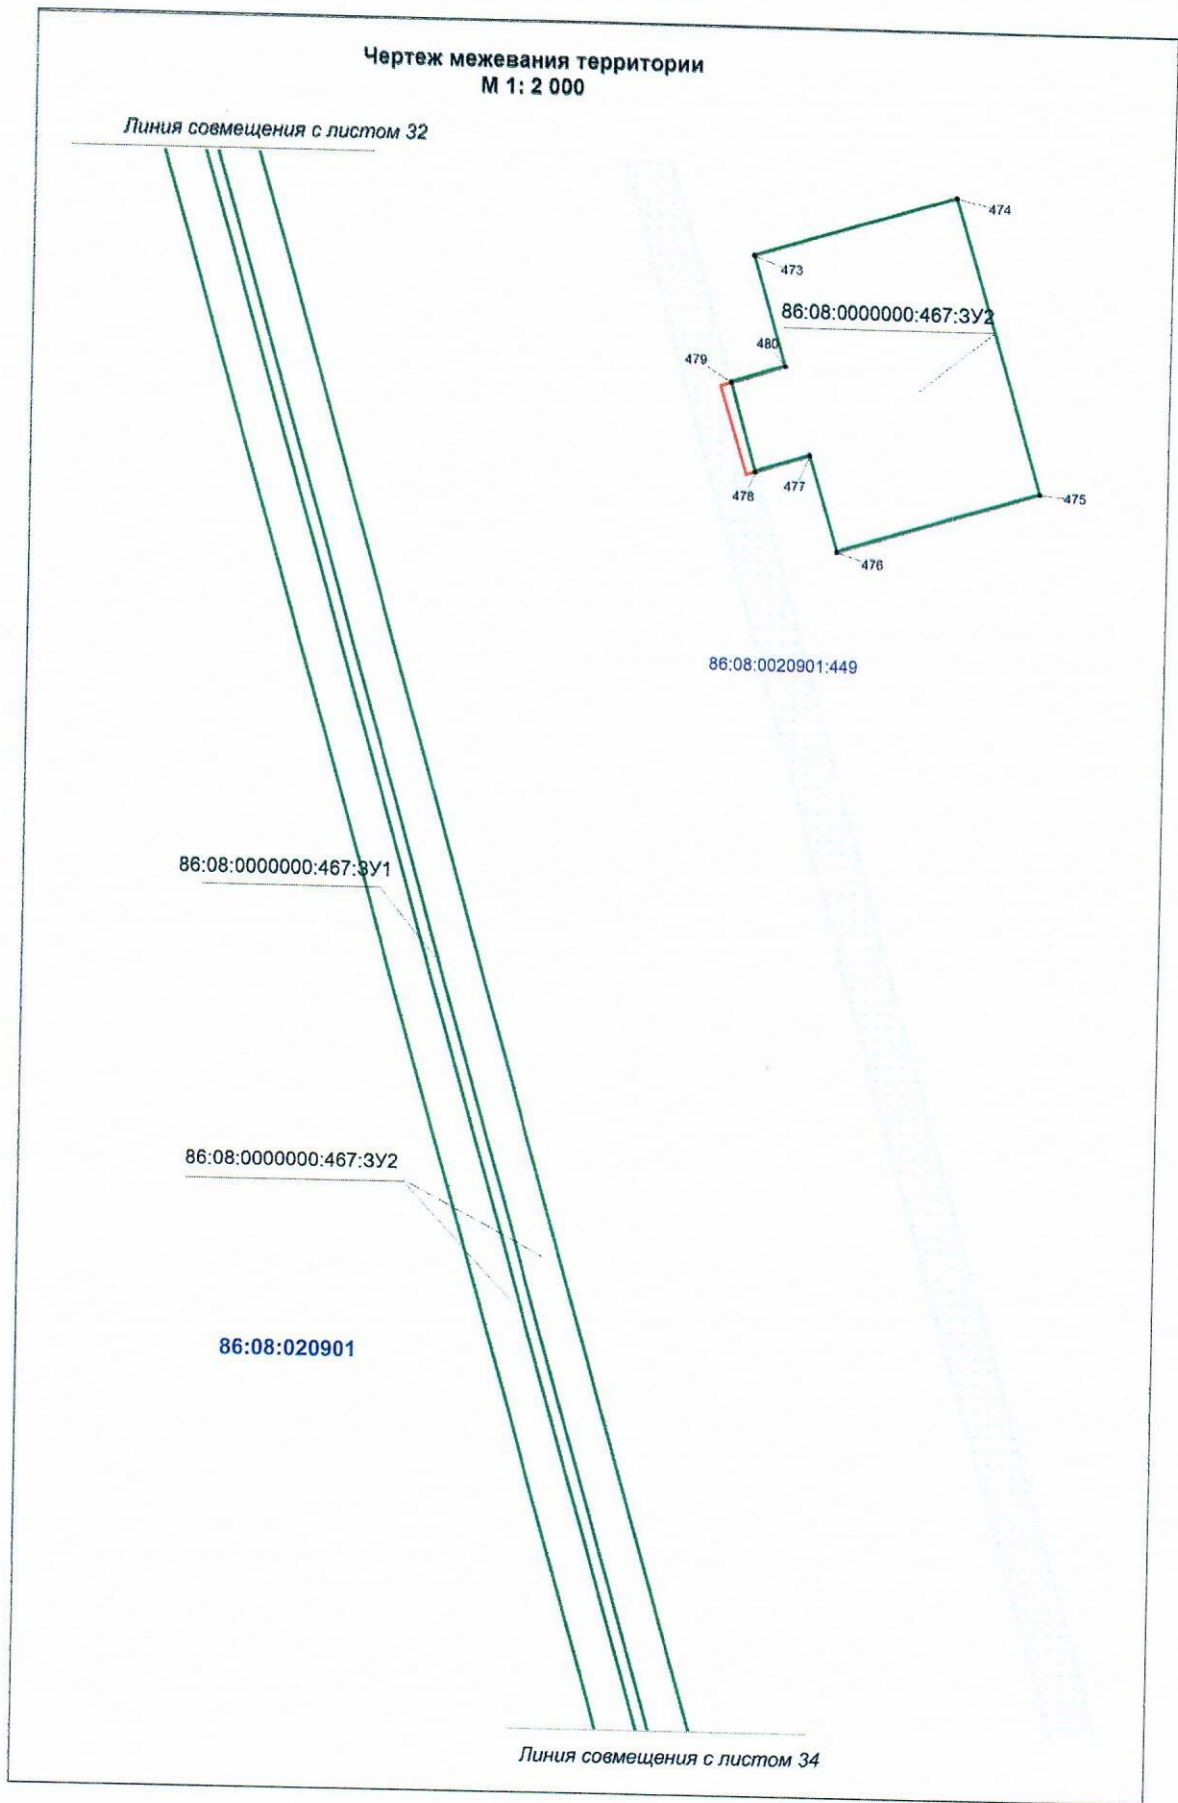 Чертеж межевания территории
М 1: 2 000
Линия совмещения с листом 32
474
473
86:08:0000000:467:ЗУ2
480
479
478
477
475
476
86:08:0020901:449
86:08:0000000:467:ЗУ1
86:08:0000000:467:ЗУ2
86:08:020901
Линия совмещения с листом 34